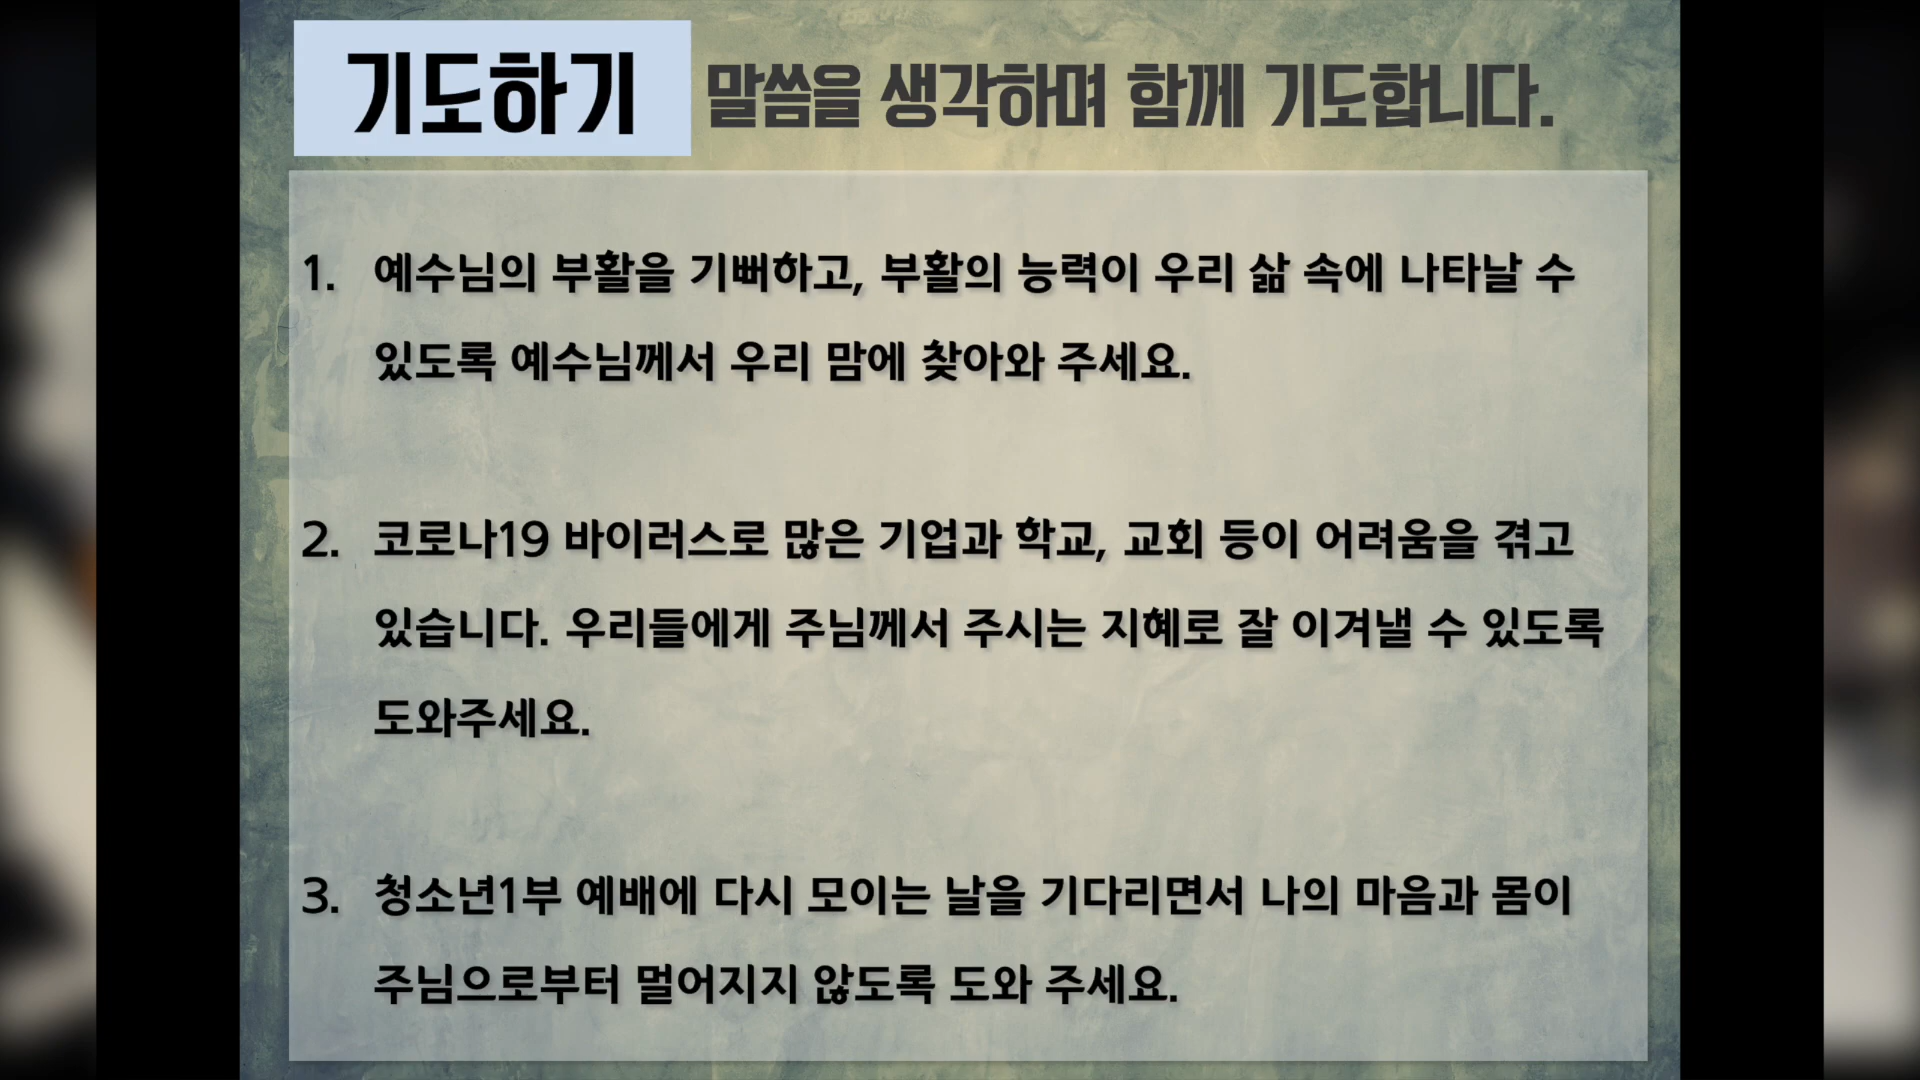 기도하기 말씀을 생각하며 함께 기도합니다.
1. 예수님의 부활을 기뻐하고, 부활의 능력이 우리 삶 속에 나타날 수
있도록 예수님께서 우리 맘에 찾아와 주세요.
2. 코로나19 바이러스로 많은 기업과 학교, 교회 등이 어려움을 겪고
있습니다. 우리들에게 주님께서 주시는 지혜로 잘 이겨낼 수 있도록
도와주세요.
3. 청소년1부 예배에 다시 모이는 날을 기다리면서 나의 마음과 몸이
주님으로부터 멀어지지 않도록 도와 주세요.